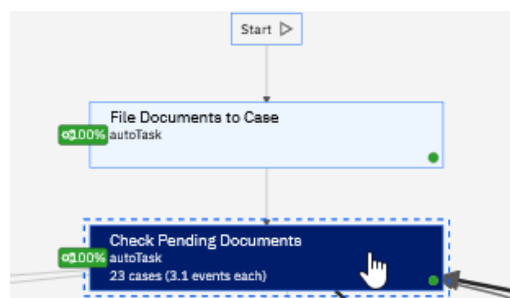 Start
File Documents to Case
100% autoTask
Check Pending Documents
100% autoTask
23 cases (3.1 events each)